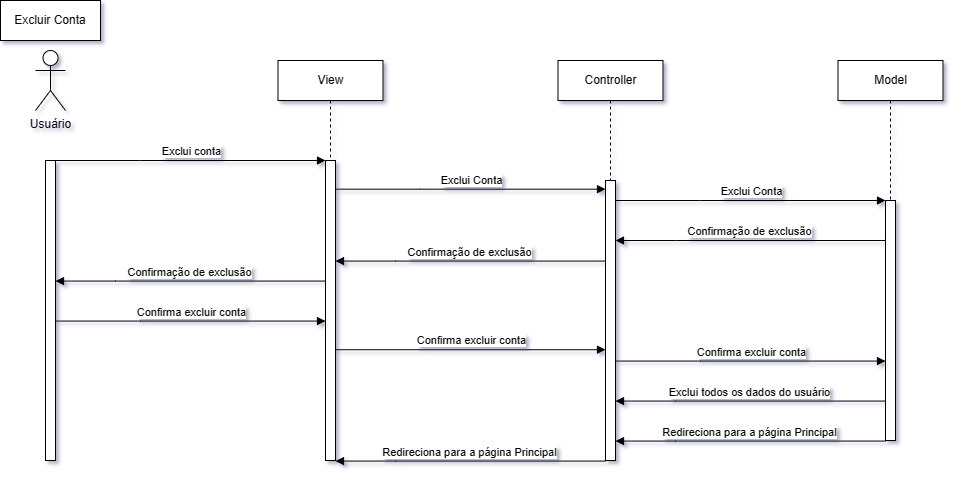 Excluir Conta
Usuário
View
Controller
Model
Exclui conta
Exclui Conta
Exclui Conta
Confirmação de exclusão
Confirmação de exclusão
Confirmação de exclusão
Confirma excluir conta
Confirma excluir conta
Confirma excluir conta
Exclui todos os dados do usuário
Redireciona para a página Principal
Redireciona para a página Principal